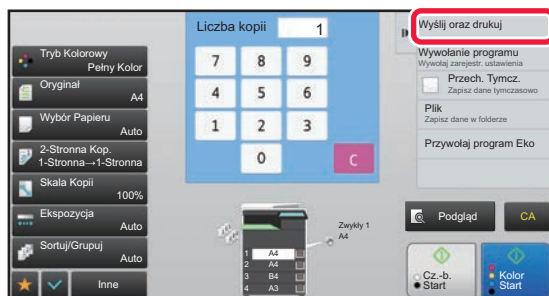 Liczba kopii
1
Tryb Kolorowy
Pełny Kolor
Oryginał
A4
Wybór Papieru
Auto
2-Stronna Kop.
1-Stronna→1-Stronna
Skala Kopii
100%
Ekspozycja
Auto
Sortuj/Grupuj
Auto
Inne
7 8 9
4 5 6
1 2 3
0 C
1 A4
2 A4
3 B4
4 A3
Zwykły 1
A4
Wyślij oraz drukuj
Wywołanie programu
Wywołaj zarejestr. ustawienia
Przech. Tymcz.
Zapisz dane tymczasowo
Plik
Zapisz dane w folderze
Przywołaj program Eko
Podgląd
CA
Cz.-b.
Start
Kolor
Start